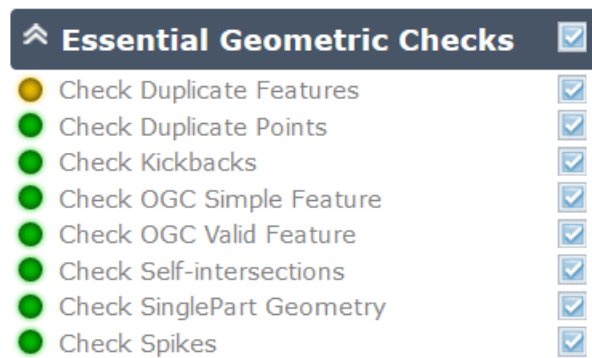 Essential Geometric Checks
Check Duplicate Features
Check Duplicate Points
Check Kickbacks
Check OGC Simple Feature
Check OGC Valid Feature
Check Self-intersections
Check SinglePart Geometry
Check Spikes